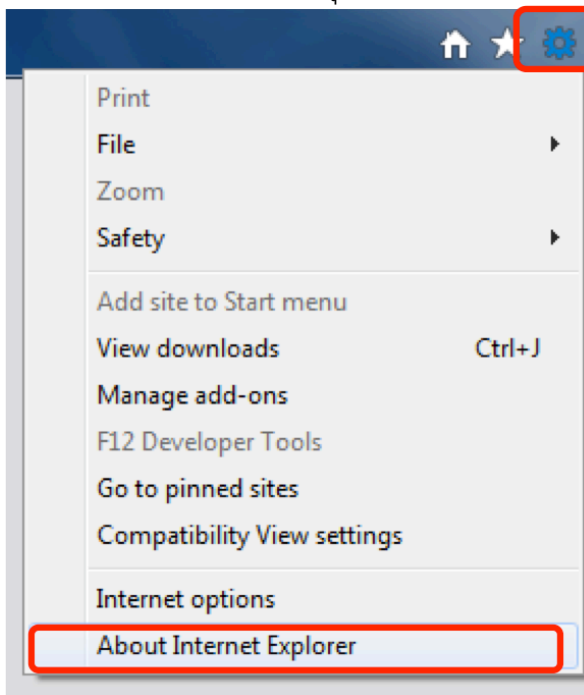 Print
File
Zoom
Safety
Add site to Start menu
View downloads Ctrl+J
Manage add-ons
F12 Developer Tools
Go to pinned sites
Compatibility View settings
Internet options
About Internet Explorer